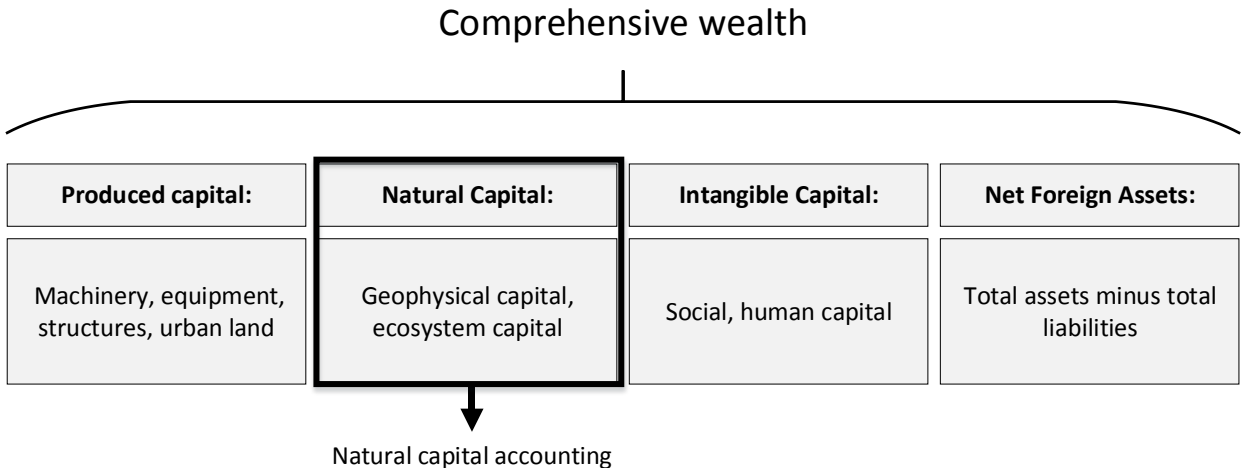 Comprehensive wealth
Produced capital:
Machinery, equipment,
structures, urban land
Natural Capital:
Geophysical capital,
ecosystem capital
Intangible Capital:
Social, human capital
Net Foreign Assets:
Total assets minus total
liabilities
Natural capital accounting